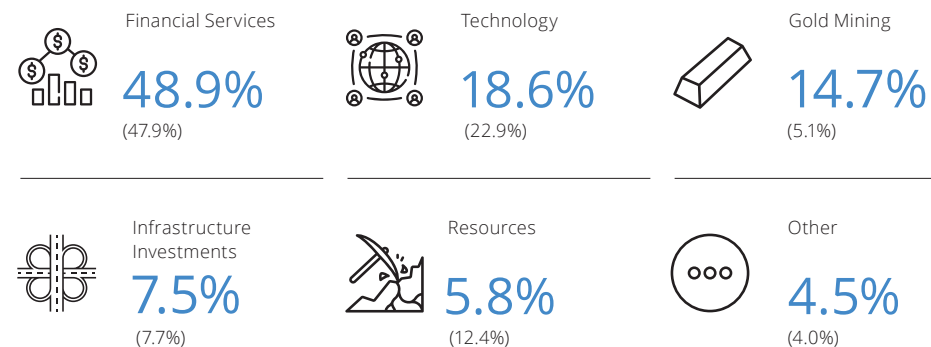 Financial Services
48.9%
(47.9%)
Technology
18.6%
(22.9%)
Gold Mining
14.7%
(5.1%)
Infrastructure
Investments
7.5%
(7.7%)
Resources
5.8%
(12.4%)
Other
4.5%
(4.0%)